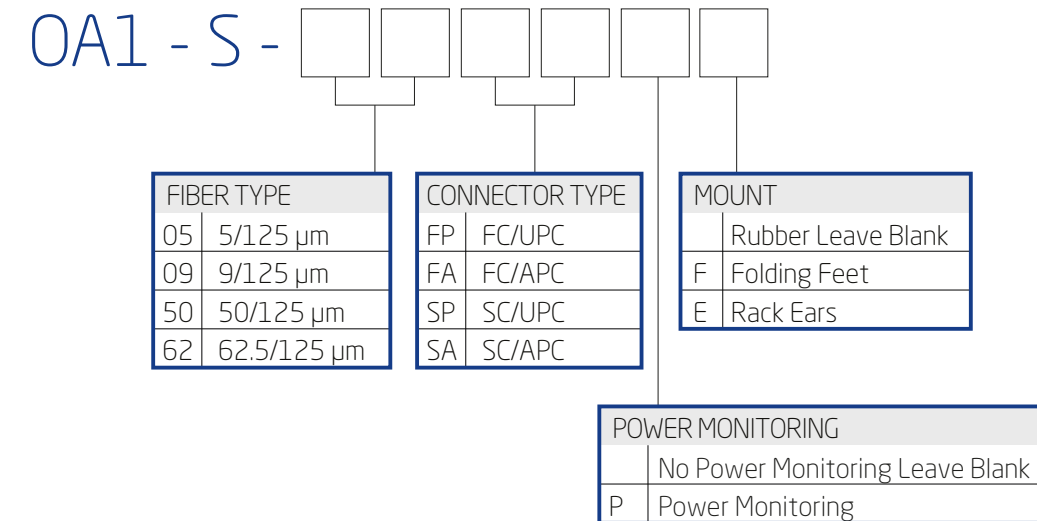 OA1 - S -
FIBER TYPE
05 5/125 µm
09 9/125 µm
50 50/125 µm
62 62.5/125 µm
CONNECTOR TYPE
FP FC/UPC
FA FC/APC
SP SC/UPC
SA SC/APC
MOUNT
Rubber Leave Blank
F Folding Feet
E Rack Ears
POWER MONITORING
No Power Monitoring Leave Blank
P Power Monitoring